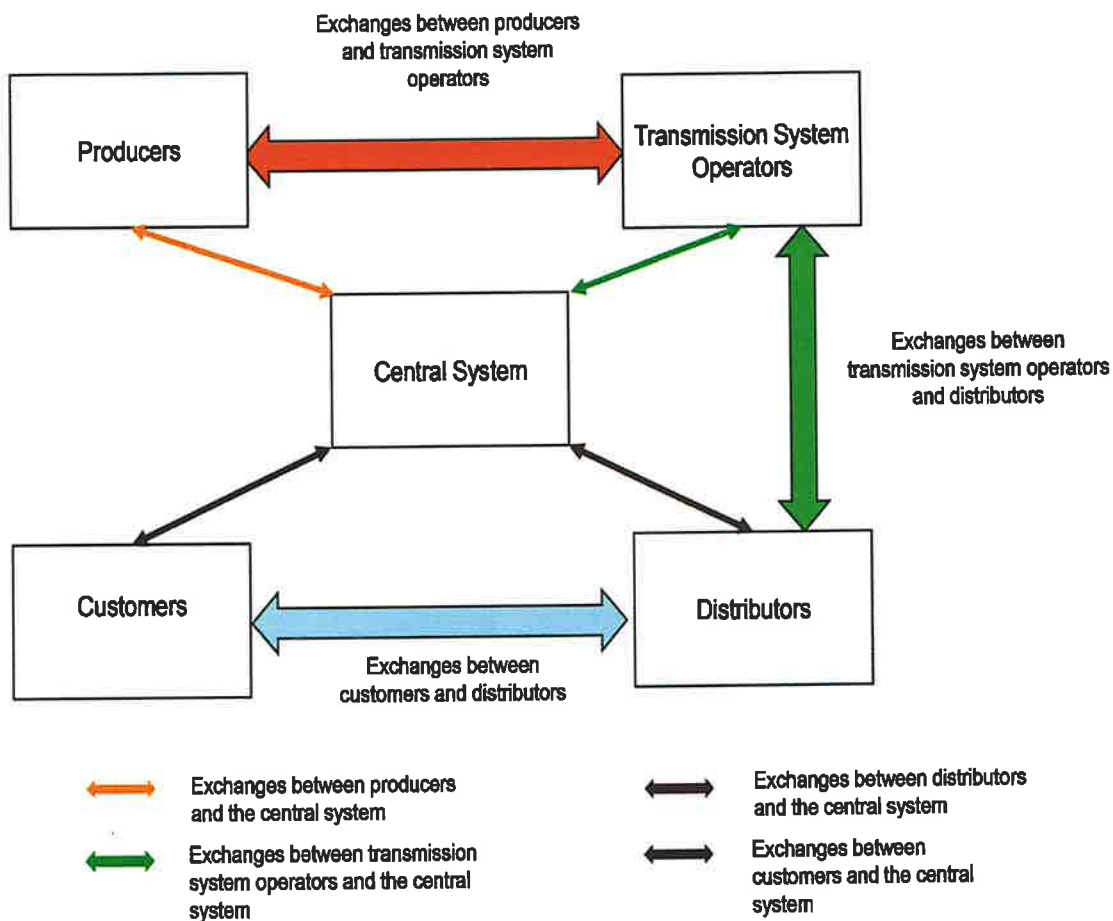 Exchanges between producers
and transmission system
operators
Producers
Transmission System
Operators
Central System
Exchanges between
transmission system operators
and distributors
Customers
Distributors
Exchanges between
customers and distributors
Exchanges between producers
and the central system
Exchanges between distributors
and the central system
Exchanges between transmission
system operators and the central
system
Exchanges between
customers and the central
system